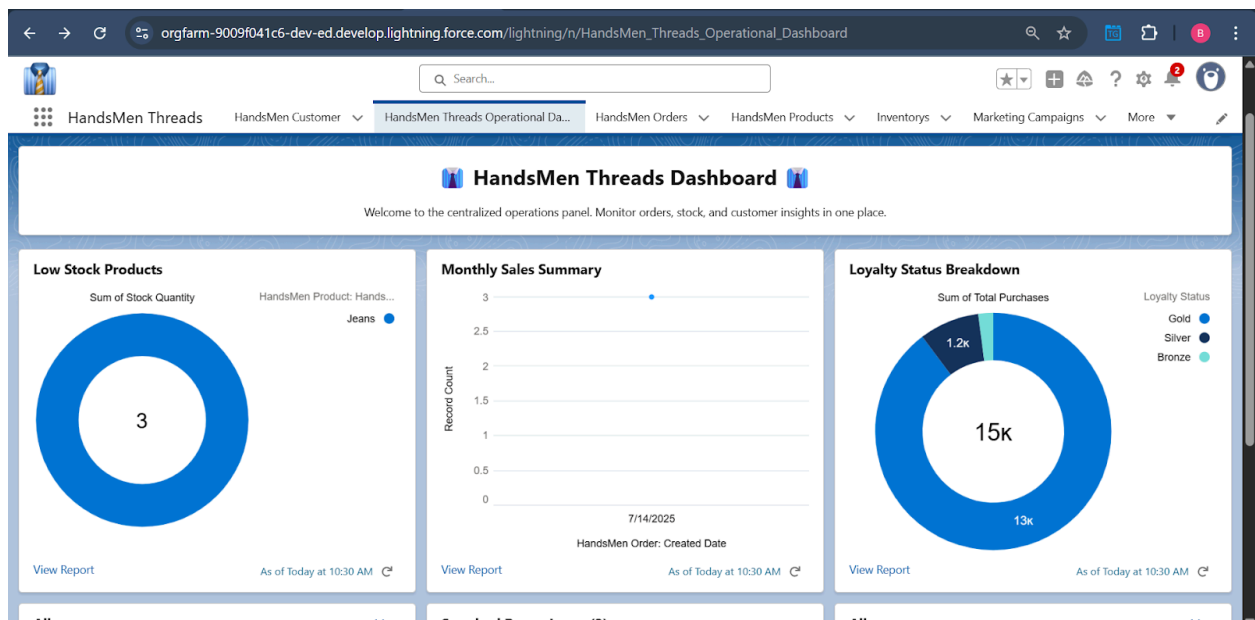 orgfarm-9009f041c6-dev-ed.develop.lightning.force.com/lightning/n/HandsMen_Threads_Operational_Dashboard
TG
B
Search...
2
HandsMen Threads
HandsMen Customer
HandsMen Threads Operational Da...
HandsMen Orders
HandsMen Products
Inventorys
Marketing Campaigns
More
HandsMen Threads Dashboard
Welcome to the centralized operations panel. Monitor orders, stock, and customer insights in one place.
Low Stock Products
Sum of Stock Quantity
HandsMen Product: Hands...
Jeans
3
View Report
As of Today at 10:30 AM
Monthly Sales Summary
3
2.5
2
1.5
1
0.5
0
Record Count
7/14/2025
HandsMen Order: Created Date
View Report
As of Today at 10:30 AM
Loyalty Status Breakdown
Sum of Total Purchases
Loyalty Status
Gold
Silver
Bronze
1.2K
15K
13K
View Report
As of Today at 10:30 AM